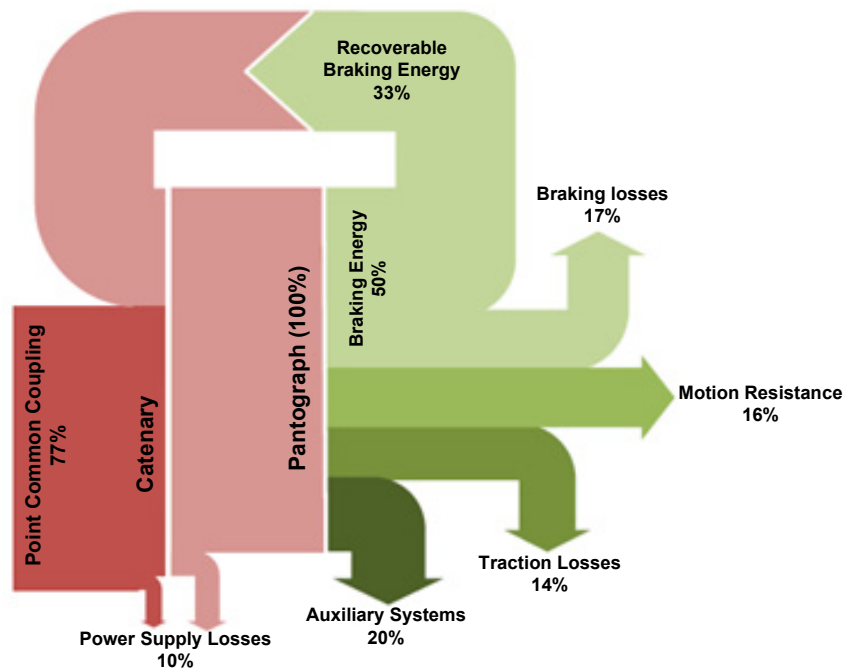 Recoverable
Braking Energy
33%
Braking losses
17%
Braking Energy
50%
Pantograph (100%)
Point Common Coupling
77%
Catenary
Motion Resistance
16%
Traction Losses
14%
Auxiliary Systems
20%
Power Supply Losses
10%